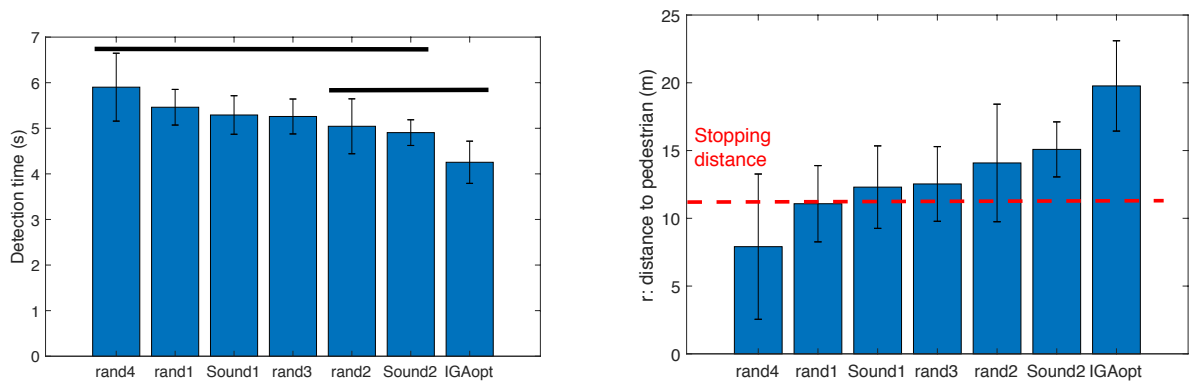 7
6
5
4
3
2
1
0
Detection time (s)
rand4 rand1 Sound1 rand3 rand2 Sound2 IGAopt
25
20
15
10
5
0
r: distance to pedestrian (m)
Stopping
distance
rand4 rand1 Sound1 rand3 rand2 Sound2 IGAopt